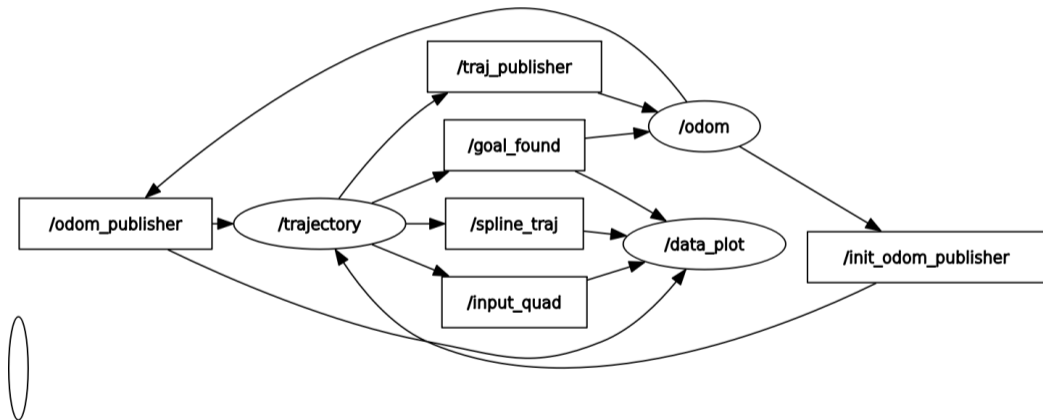 /traj_publisher
/odom
/goal_found
/odom_publisher
/trajectory
/spline_traj
/data_plot
/init_odom_publisher
/input_quad